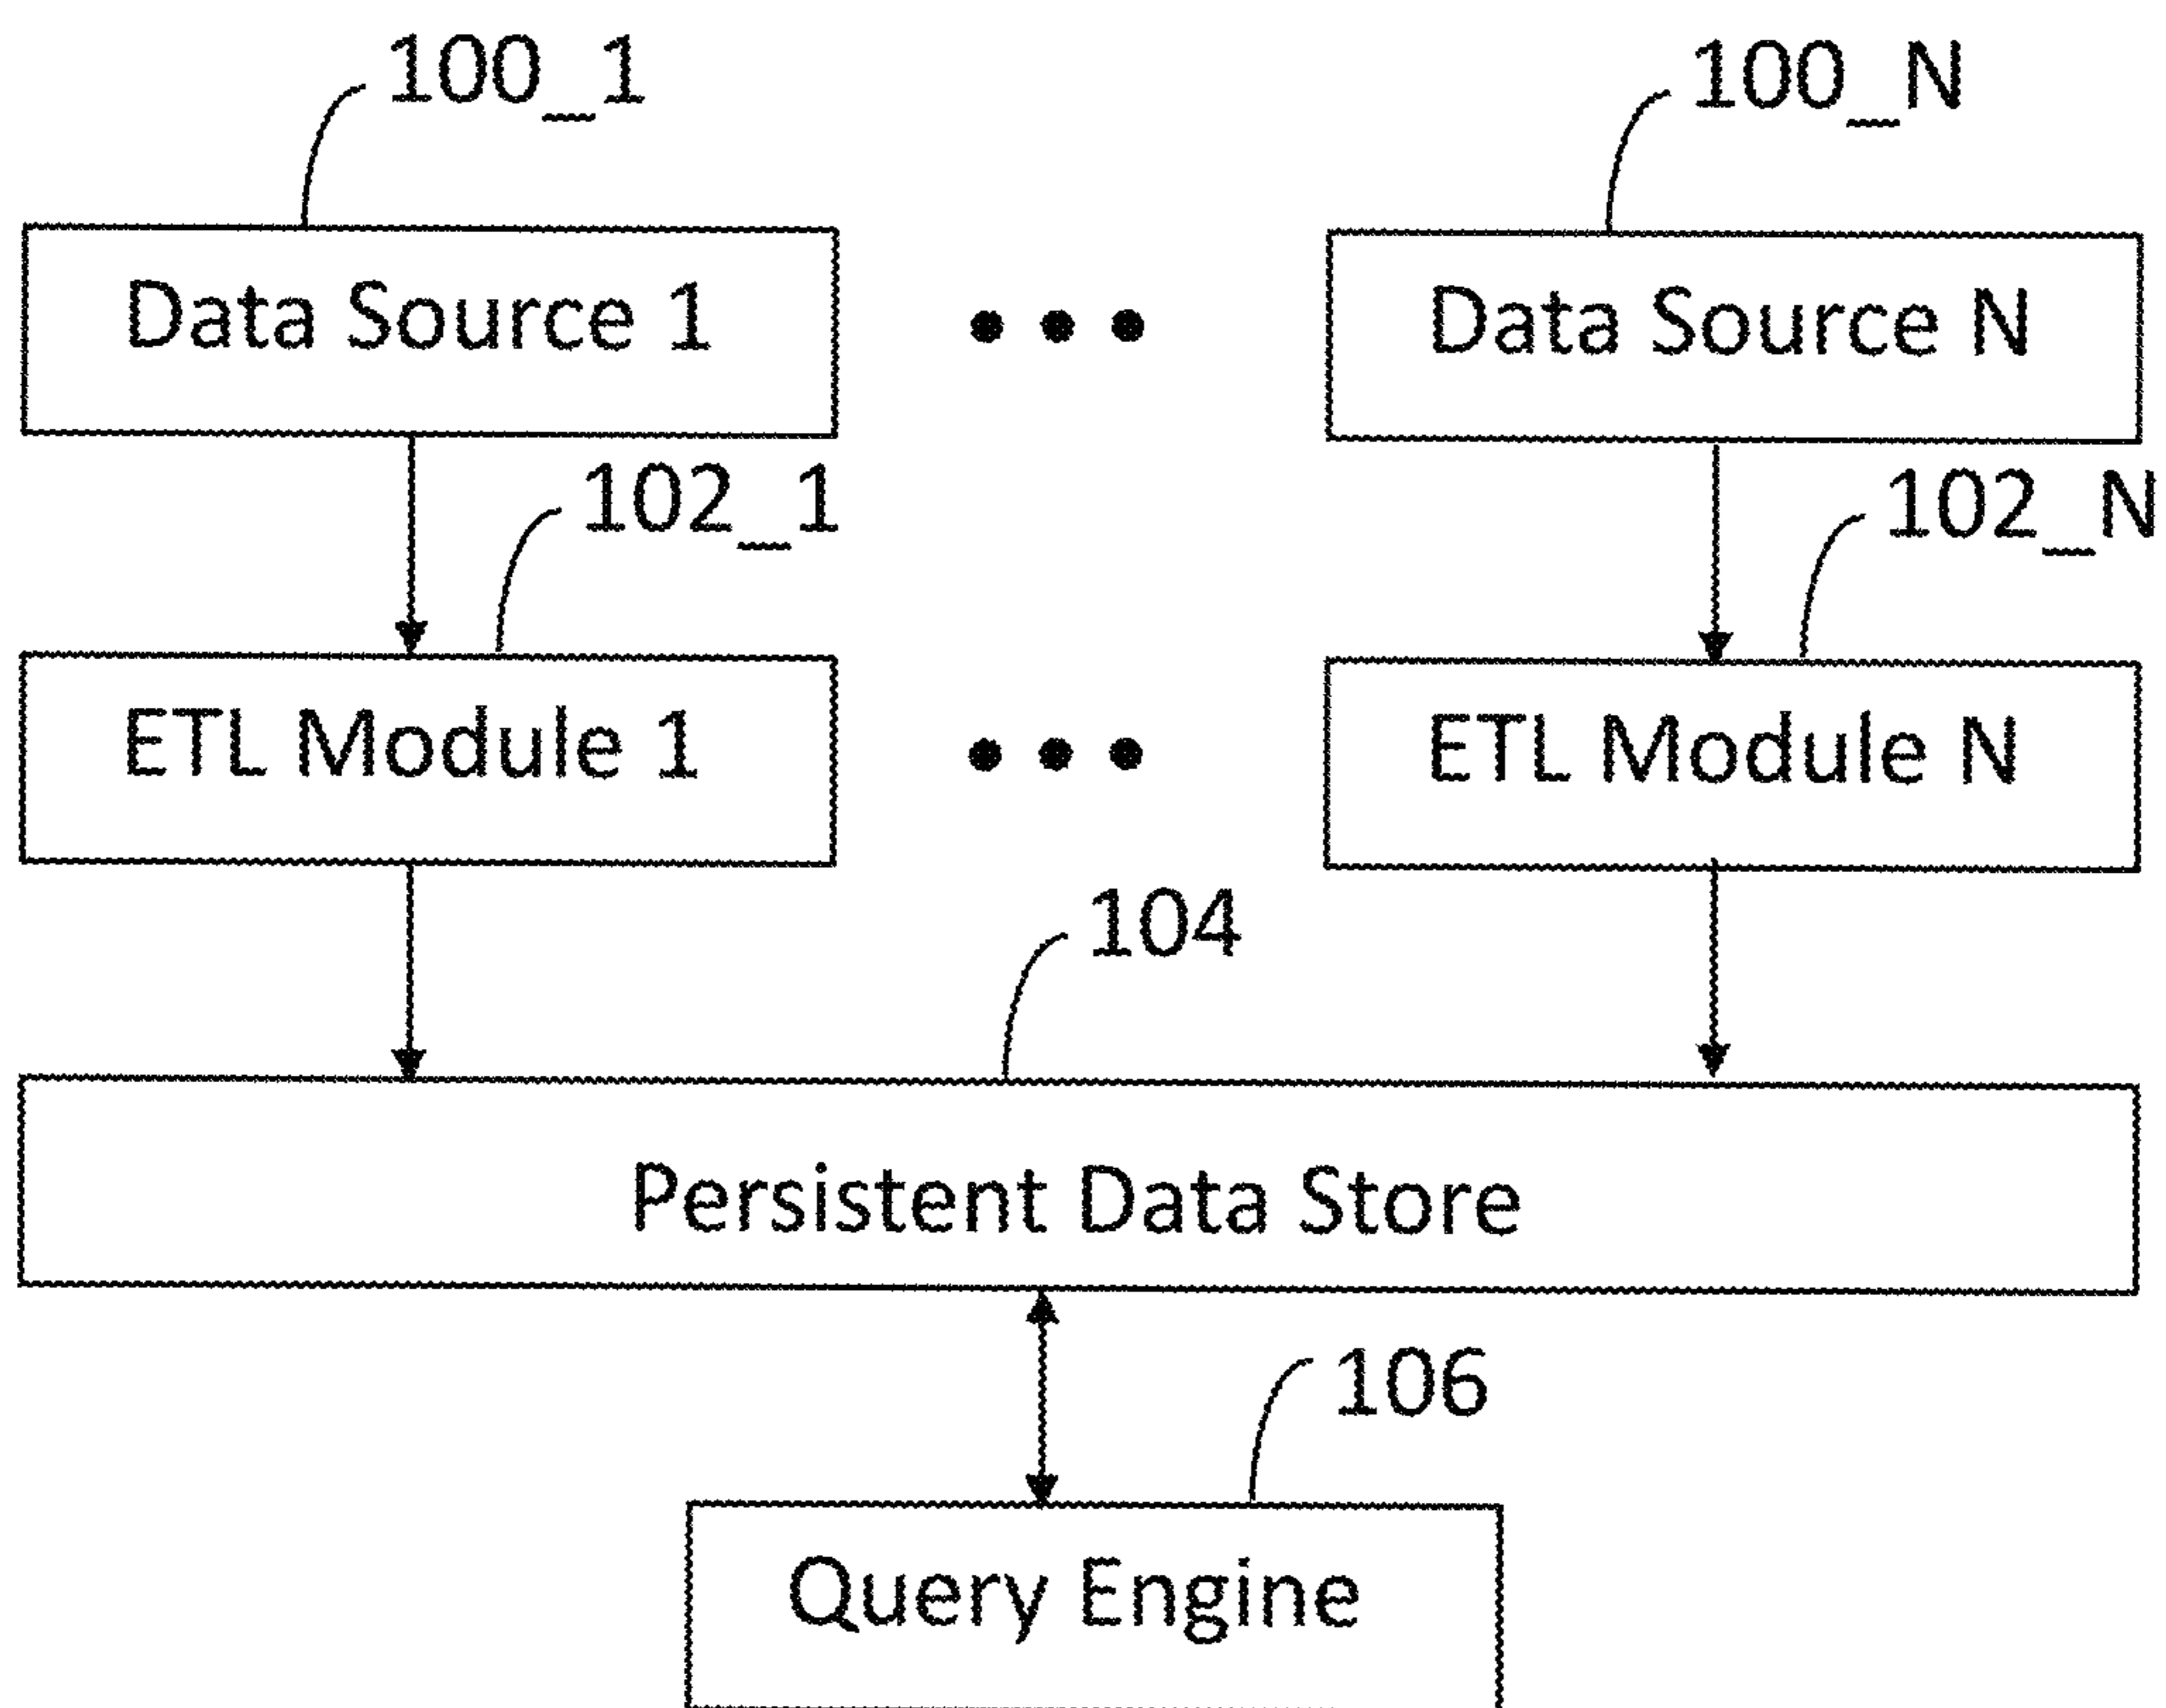 100_1
100_N
Data Source 1
Data Source N
102_1
102_N
ETL Module 1
ETL Module N
104
Persistent Data Store
106
Query Engine